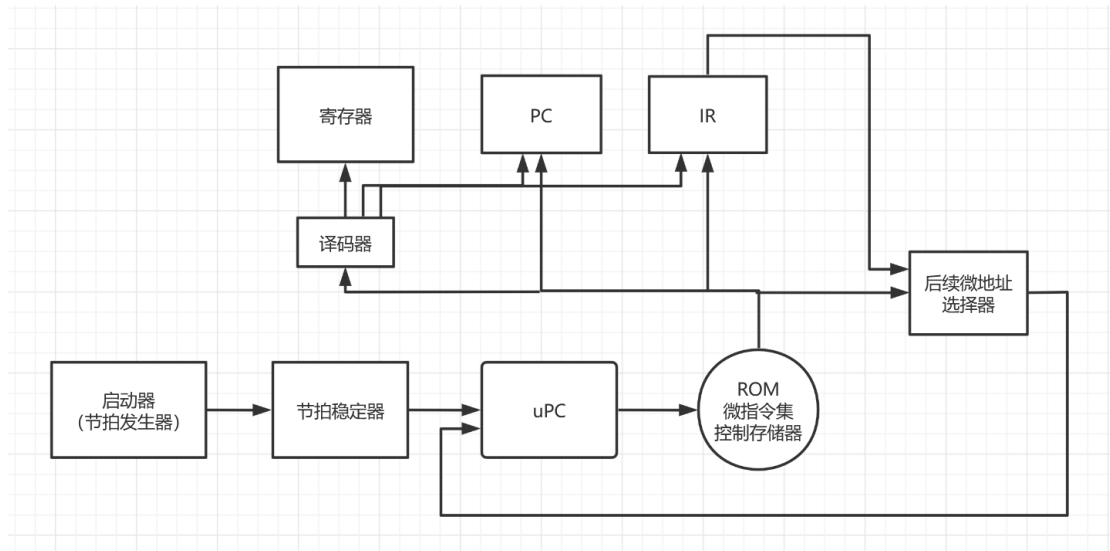 寄存器
PC
IR
译码器
后续微地址
选择器
启动器
（节拍发生器）
节拍稳定器
uPC
ROM
微指令集
控制存储器